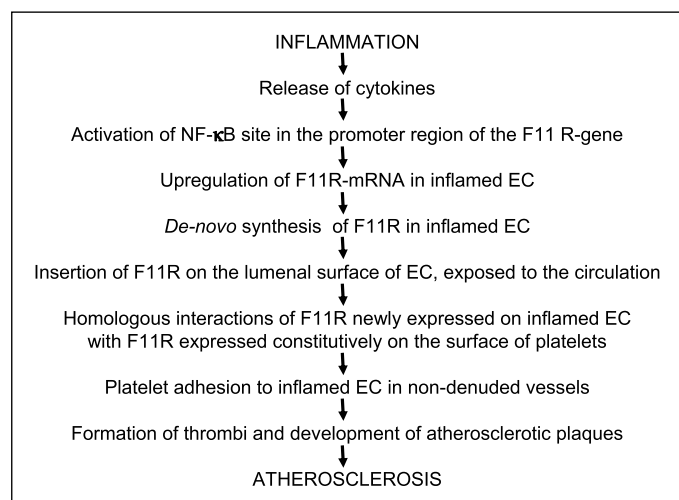 INFLAMMATION
Release of cytokines
Activation of NF-κB site in the promoter region of the F11 R-gene
Upregulation of F11R-mRNA in inflamed EC
De-novo synthesis of F11R in inflamed EC
Insertion of F11R on the lumenal surface of EC, exposed to the circulation
Homologous interactions of F11R newly expressed on inflamed EC
with F11R expressed constitutively on the surface of platelets
Platelet adhesion to inflamed EC in non-denuded vessels
Formation of thrombi and development of atherosclerotic plaques
ATHEROSCLEROSIS